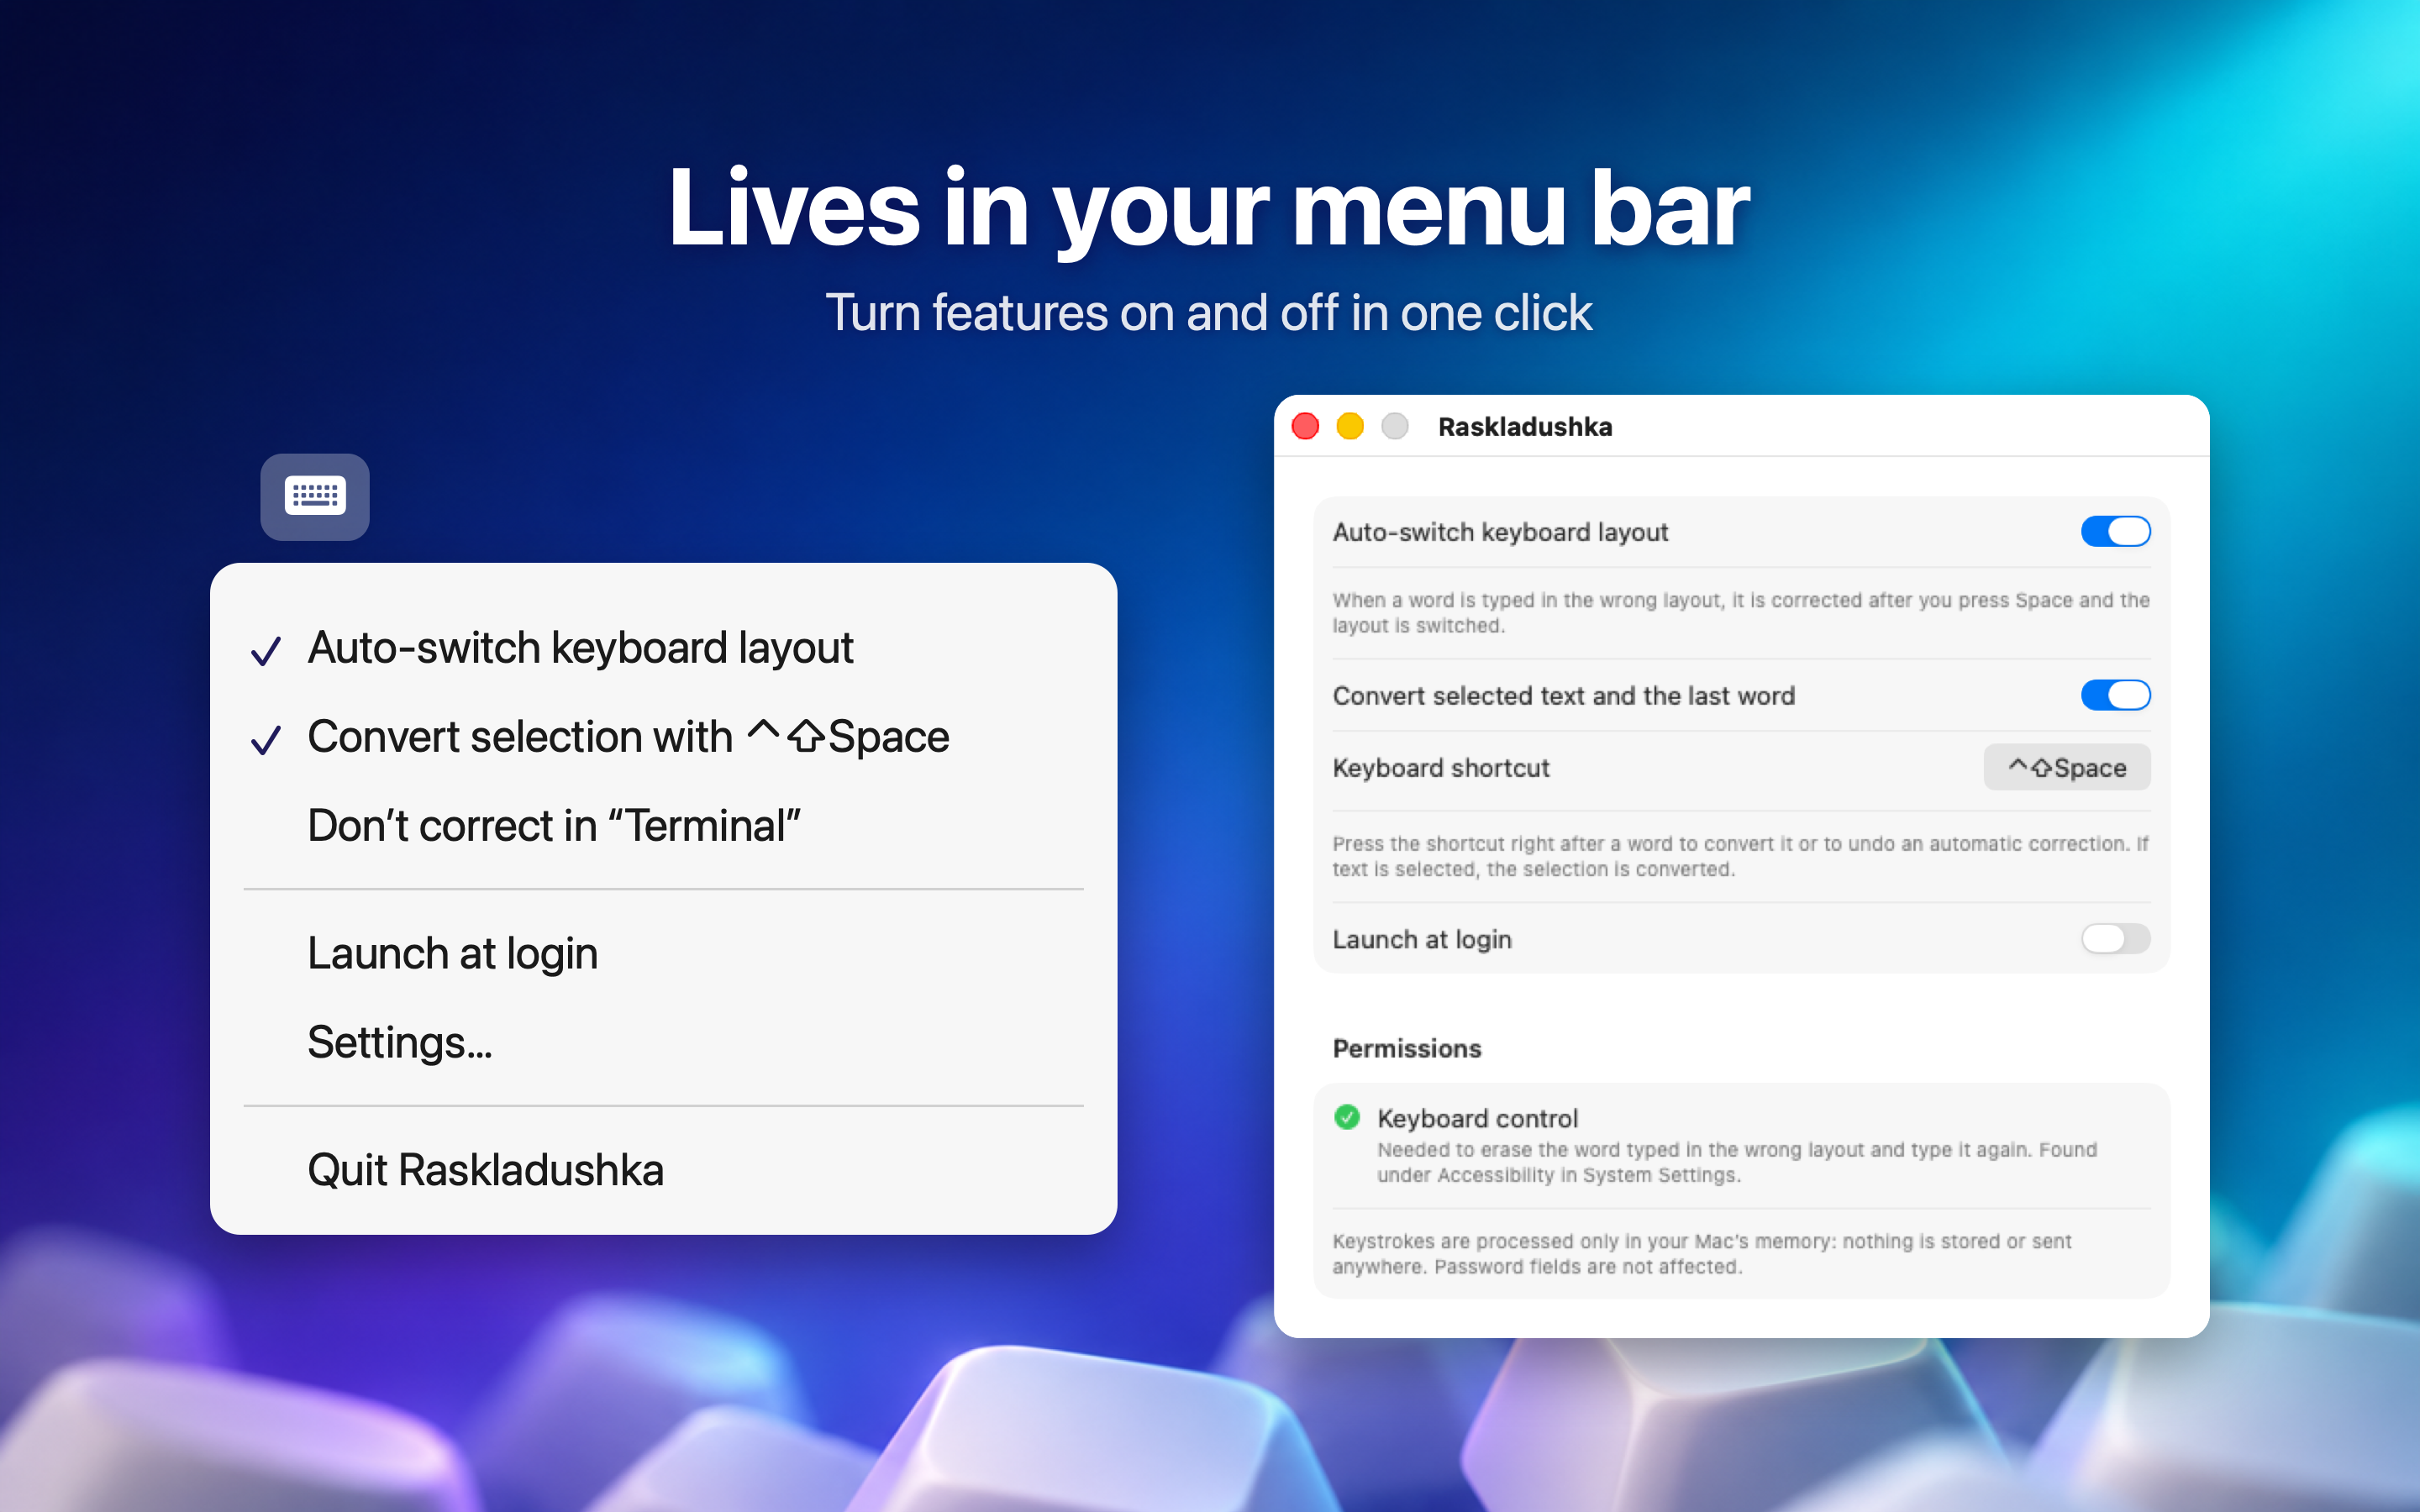 Lives in your menu bar
Turn features on and off in one click
✓ Auto-switch keyboard layout
✓ Convert selection with ⌃⇧Space
Don’t correct in “Terminal”
Launch at login
Settings...
Quit Raskladushka
Raskladushka
Auto-switch keyboard layout
When a word is typed in the wrong layout, it is corrected after you press Space and the
layout is switched.
Convert selected text and the last word
Keyboard shortcut
⌃⇧Space
Press the shortcut right after a word to convert it or to undo an automatic correction. If
text is selected, the selection is converted.
Launch at login
Permissions
Keyboard control
Needed to erase the word typed in the wrong layout and type it again. Found
under Accessibility in System Settings.
Keystrokes are processed only in your Mac’s memory: nothing is stored or sent
anywhere. Password fields are not affected.